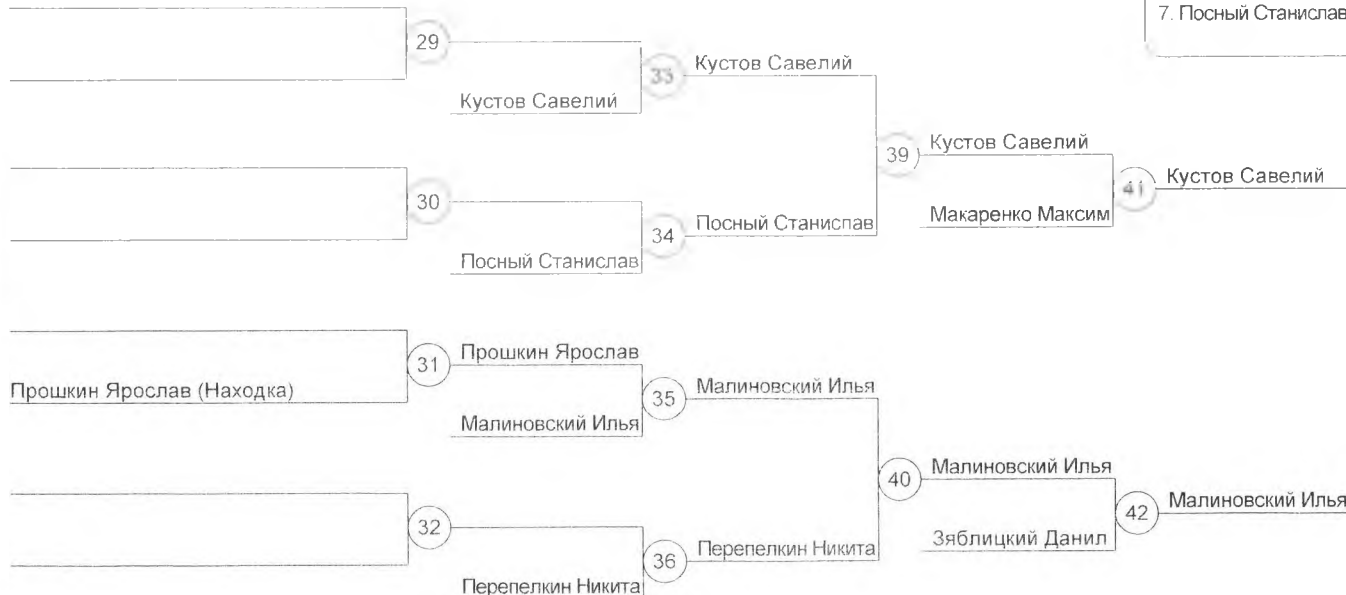 7. Посный Станислав
29
Кустов Савелий
33
Кустов Савелий
39
Кустов Савелий
41
Кустов Савелий
Макаренко Максим
30
34
Посный Станиспав
Посный Станислав
31
Прошкин Ярослав
Прошкин Ярослав (Находка)
35
Малиновский Илья
Малиновский Илья
40
Малиновский Илья
42
Малиновский Илья
Зяблицкий Данил
32
36
Перепелкин Никита
Перепелкин Никита